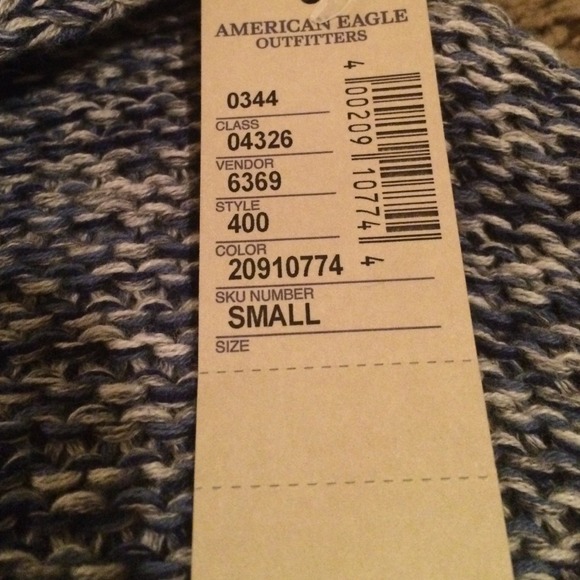 AMERICAN EAGLE
OUTFITTERS
0344
CLASS
04326
VENDOR
6369
STYLE
400
COLOR
20910774
SKU NUMBER
SMALL
SIZE
4 00209 10774 4